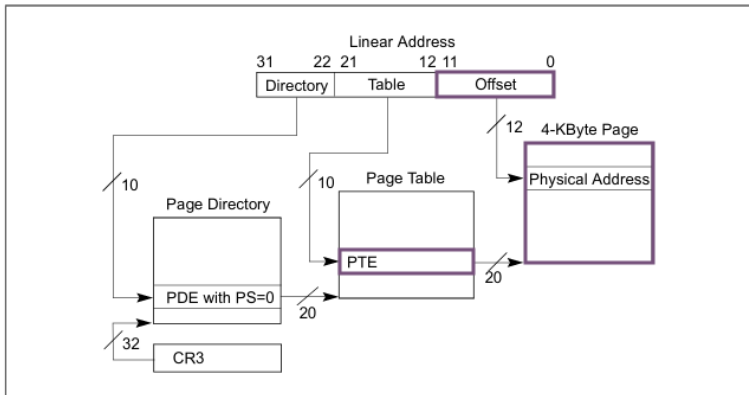 Linear Address
31 22 21 12 11 0
Directory Table Offset
12 4-KByte Page
10 10 Page Table Physical Address
Page Directory
PTE
20
PDE with PS=0
20
32
CR3